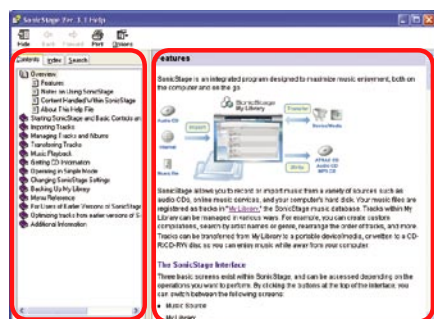 SonicStage Ver. 3.1 Help
Hide Back Forward Print Options
Contents Index Search
Overview
Features
Notes on Using SonicStage
Content Handled Within SonicStage
About This Help File
Starting SonicStage and Basic Controls an
Importing Tracks
Managing Tracks and Albums
Transferring Tracks
Music Playback
Getting CD Information
Operating in Simple Mode
Changing SonicStage Settings
Backing Up My Library
Menu Reference
For Users of Earlier Versions of SonicStage
Optimizing tracks from earlier versions of S
Additional Information
Features
SonicStage is an integrated program designed to maximize music enjoyment, both on
the computer and on the go.
SonicStage
My Library
Audio CD
Import
Transfer
Device/Media
Internet
Music file
Write
ATRAC CD
Audio CD
MP3 CD
SonicStage allows you to record or import music from a variety of sources such as
audio CDs, online music services, and your computer's hard disk. Your music files are
registered as tracks in "My Library," the SonicStage music database. Tracks within My
Library can be managed in various ways. For example, you can create custom
compilations, search by artist names or genre, rearrange the order of tracks, and more.
Tracks can be transferred from My Library to a portable device/media, or written to a CD-
R/CD-RW disc so you can enjoy music while away from your computer.
The SonicStage Interface
Three basic screens exist within SonicStage, and can be accessed depending on the
operations you want to perform. By clicking the buttons at the top of the interface, you
can switch between the following screens:
Music Source
My Library